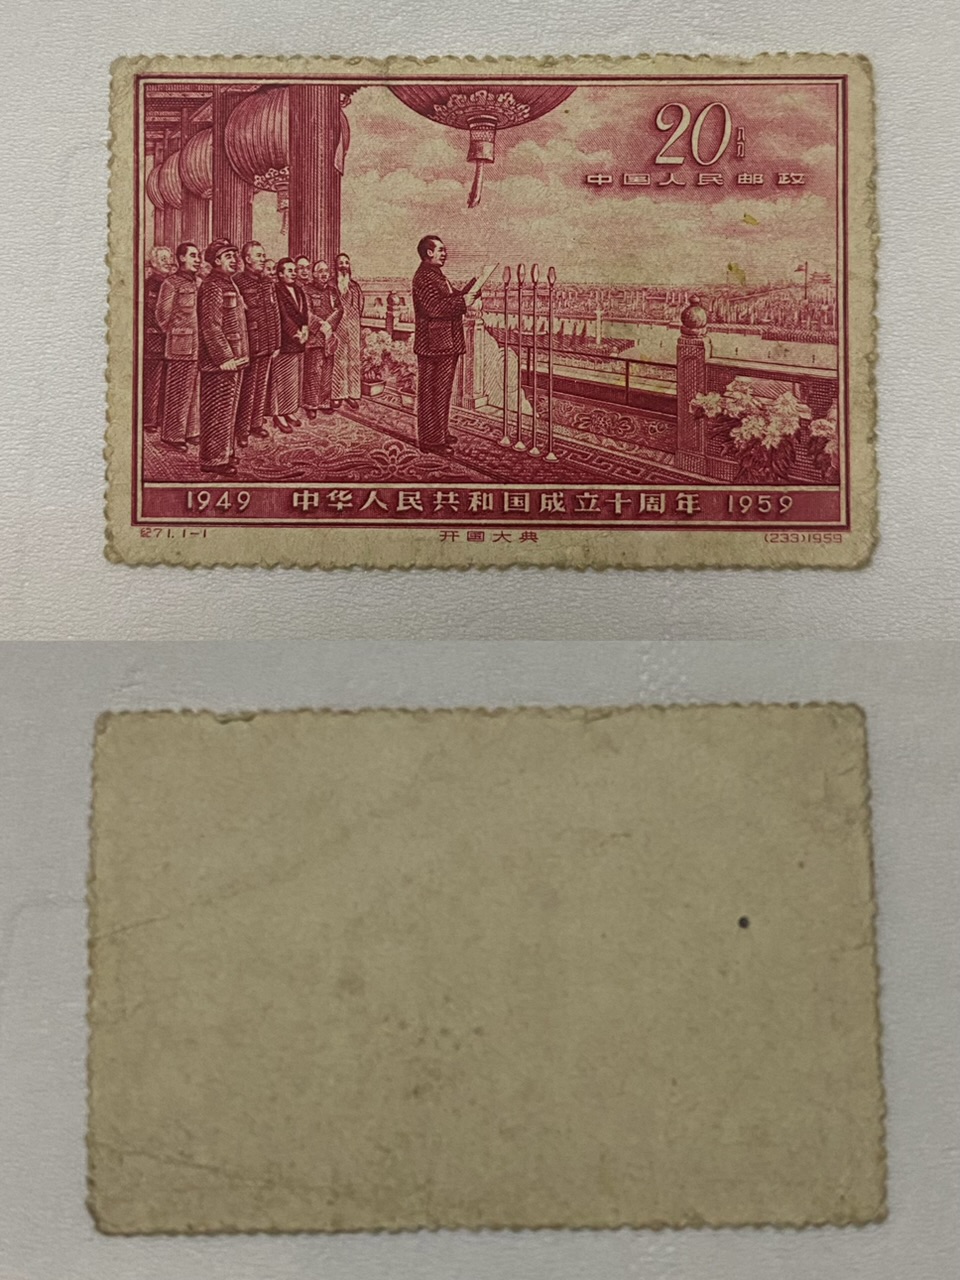 20分
中国人民邮政
1949 中华人民共和国成立十周年 1959
纪71.1-1 开国大典 (233)1959